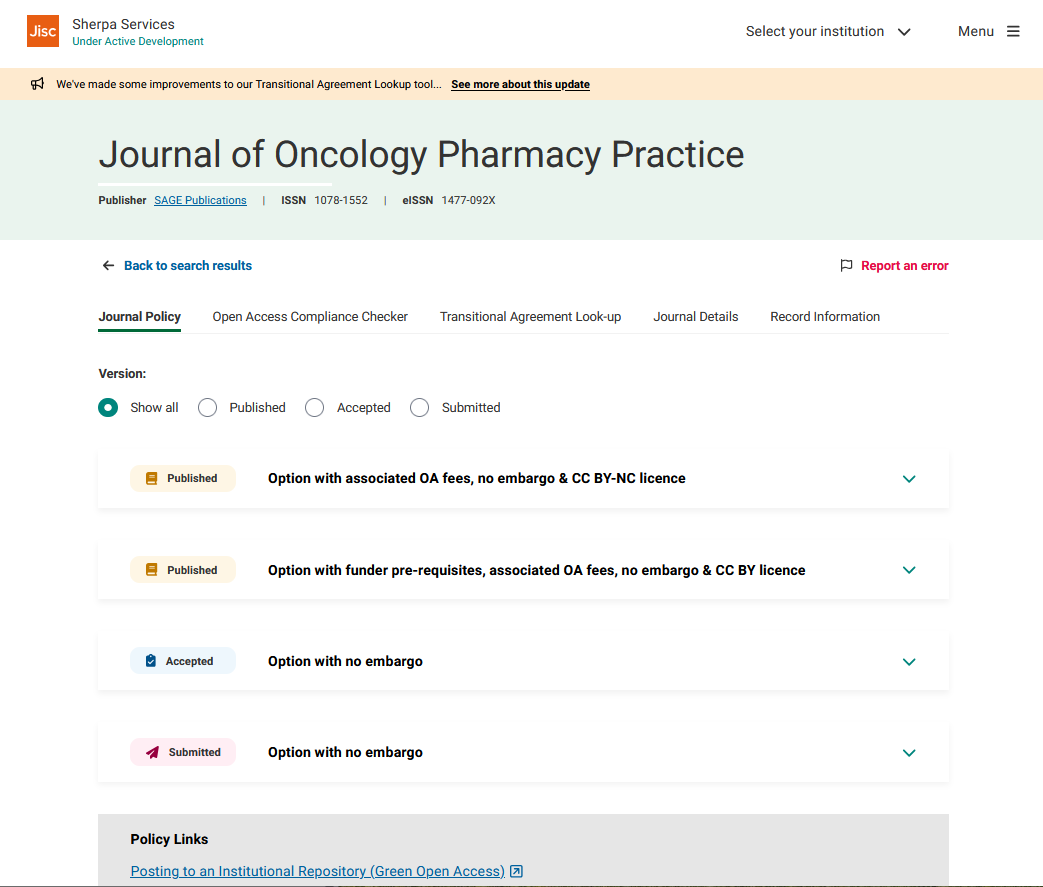 Jisc
Sherpa Services
Under Active Development
Select your institution
Menu
We've made some improvements to our Transitional Agreement Lookup tool... See more about this update
Journal of Oncology Pharmacy Practice
Publisher SAGE Publications | ISSN 1078-1552 | eISSN 1477-092X
Back to search results
Report an error
Journal Policy Open Access Compliance Checker Transitional Agreement Look-up Journal Details Record Information
Version:
Show all Published Accepted Submitted
Published Option with associated OA fees, no embargo & CC BY-NC licence
Published Option with funder pre-requisites, associated OA fees, no embargo & CC BY licence
Accepted Option with no embargo
Submitted Option with no embargo
Policy Links
Posting to an Institutional Repository (Green Open Access)